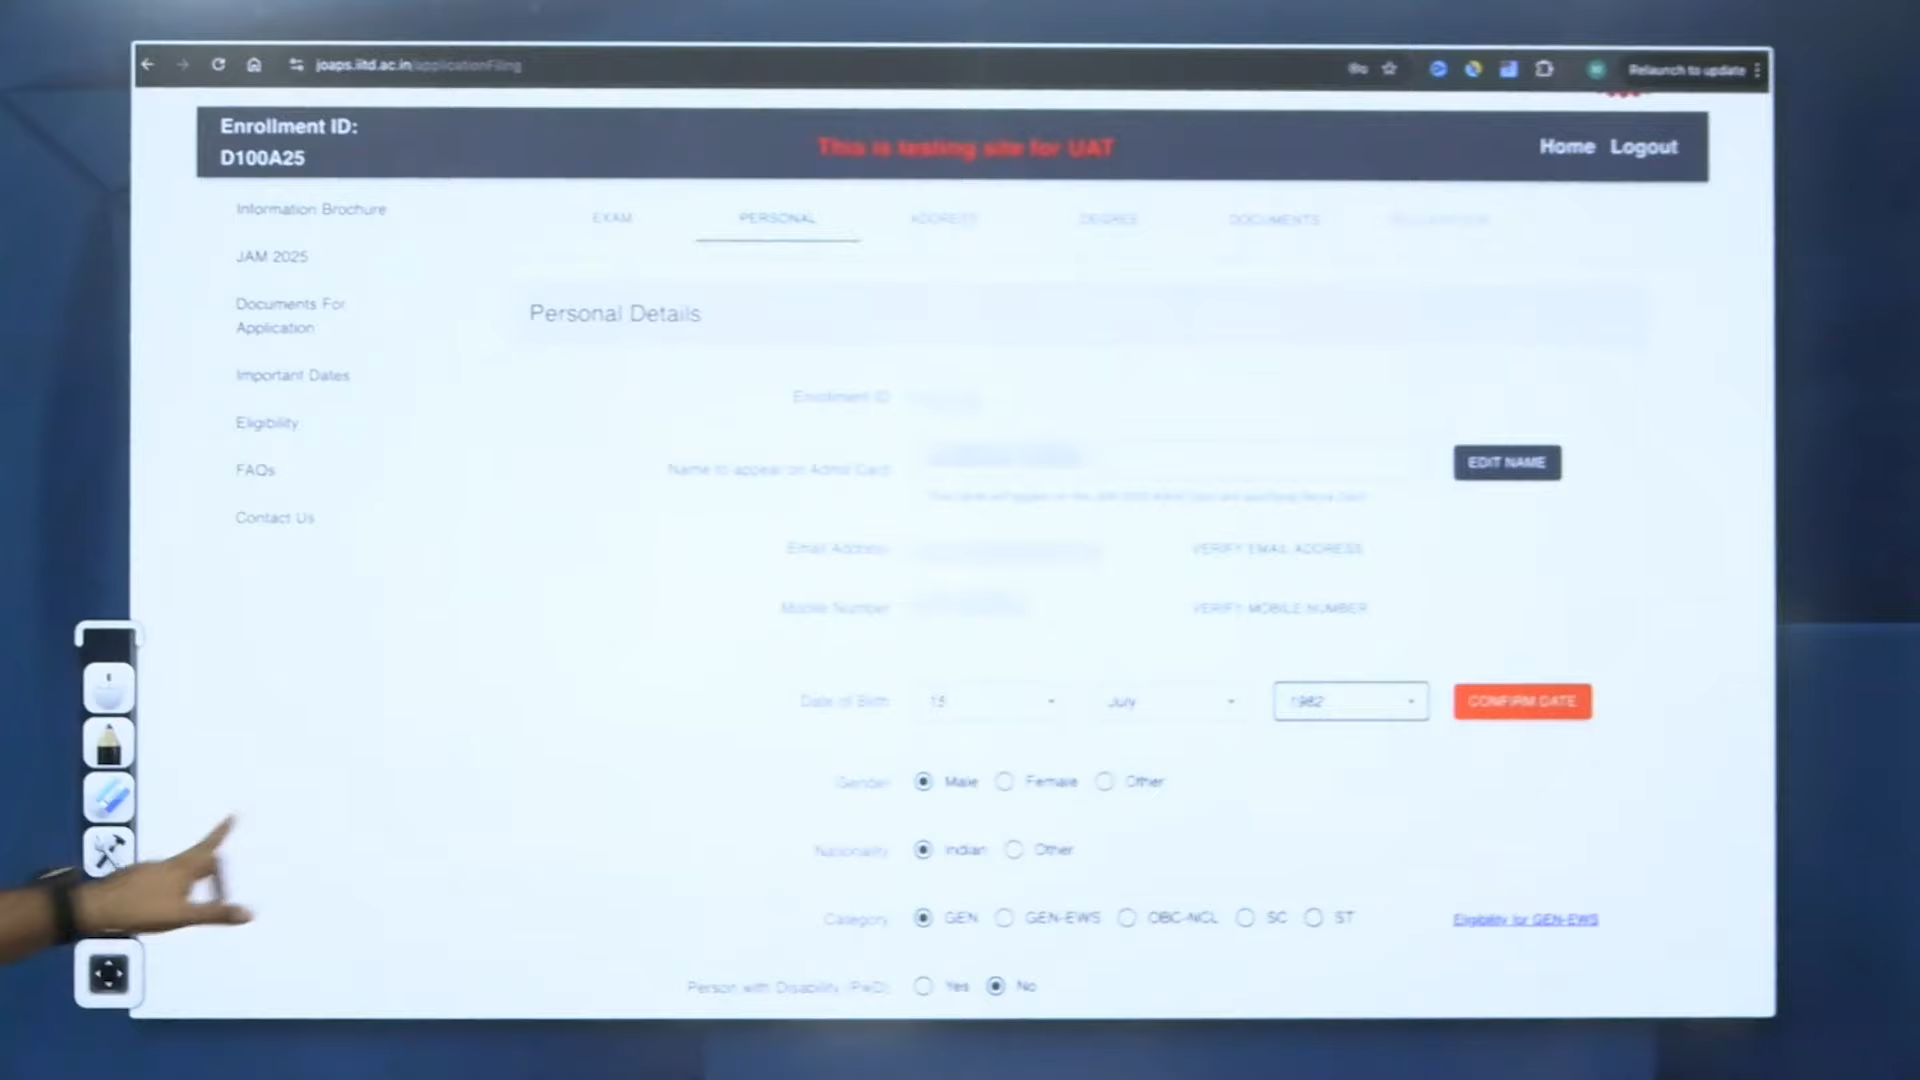 joaps.iitd.ac.in/applicationFiling
Relaunch to update
Enrollment ID:
D100A25
This is testing site for UAT
Home Logout
Information Brochure
JAM 2025
Documents For
Application
Important Dates
Eligibility
FAQs
Contact Us
EXAM PERSONAL ADDRESS DEGREE DOCUMENTS
Personal Details
Enrollment ID
Name to appear on Admit Card
EDIT NAME
Email Address VERIFY EMAIL ADDRESS
Mobile Number VERIFY MOBILE NUMBER
Date of Birth 15 July 1982 CONFIRM DATE
Gender Male Female Other
Nationality Indian Other
Category GEN GEN-EWS OBC-NCL SC ST Eligibility for GEN-EWS
Person with Disability (PwD) Yes No